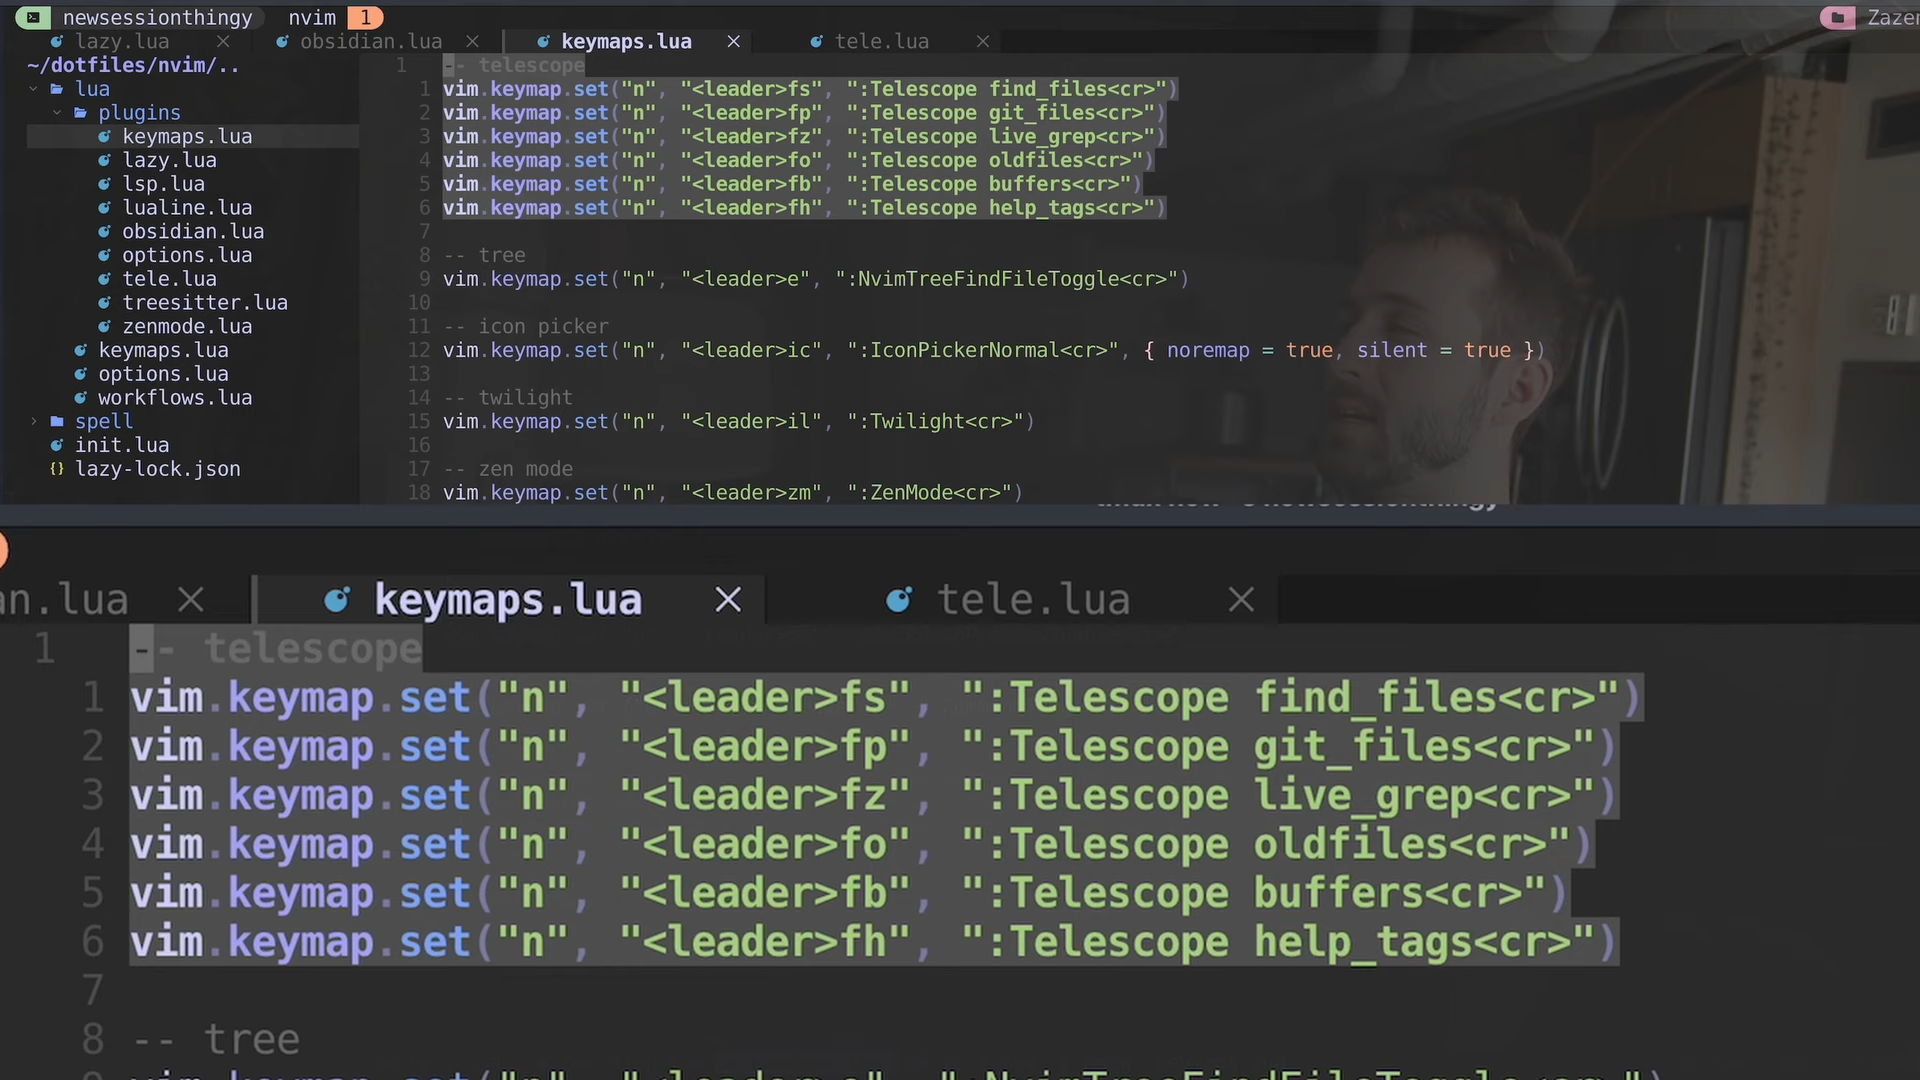 newsessionthingy nvim 1 Zazen
lazy.lua × obsidian.lua × keymaps.lua × tele.lua ×
~/dotfiles/nvim/..
lua
plugins
keymaps.lua
lazy.lua
lsp.lua
lualine.lua
obsidian.lua
options.lua
tele.lua
treesitter.lua
zenmode.lua
keymaps.lua
options.lua
workflows.lua
spell
init.lua
{} lazy-lock.json
1 -- telescope
1 vim.keymap.set("n", "<leader>fs", ":Telescope find_files<cr>")
2 vim.keymap.set("n", "<leader>fp", ":Telescope git_files<cr>")
3 vim.keymap.set("n", "<leader>fz", ":Telescope live_grep<cr>")
4 vim.keymap.set("n", "<leader>fo", ":Telescope oldfiles<cr>")
5 vim.keymap.set("n", "<leader>fb", ":Telescope buffers<cr>")
6 vim.keymap.set("n", "<leader>fh", ":Telescope help_tags<cr>")
7
8 -- tree
9 vim.keymap.set("n", "<leader>e", ":NvimTreeFindFileToggle<cr>")
10
11 -- icon picker
12 vim.keymap.set("n", "<leader>ic", ":IconPickerNormal<cr>", { noremap = true, silent = true })
13
14 -- twilight
15 vim.keymap.set("n", "<leader>il", ":Twilight<cr>")
16
17 -- zen mode
18 vim.keymap.set("n", "<leader>zm", ":ZenMode<cr>")
an.lua × keymaps.lua × tele.lua ×
1 -- telescope
1 vim.keymap.set("n", "<leader>fs", ":Telescope find_files<cr>")
2 vim.keymap.set("n", "<leader>fp", ":Telescope git_files<cr>")
3 vim.keymap.set("n", "<leader>fz", ":Telescope live_grep<cr>")
4 vim.keymap.set("n", "<leader>fo", ":Telescope oldfiles<cr>")
5 vim.keymap.set("n", "<leader>fb", ":Telescope buffers<cr>")
6 vim.keymap.set("n", "<leader>fh", ":Telescope help_tags<cr>")
7
8 -- tree
9 vim.keymap.set("n", "<leader>e", ":NvimTreeFindFileToggle<cr>")